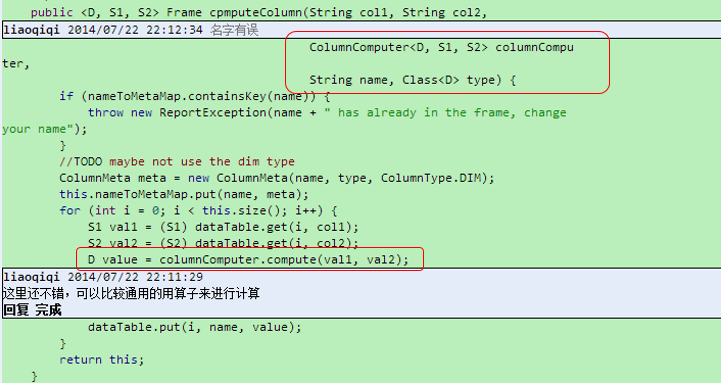 public <D, S1, S2> Frame cpmputeColumn(String col1, String col2,
liaoqiqi 2014/07/22 22:12:34 名字有误
ColumnComputer<D, S1, S2> columnCompu
ter,
String name, Class<D> type) {
if (nameToMetaMap.containsKey(name)) {
throw new ReportException(name + " has already in the frame, change
your name");
}
//TODO maybe not use the dim type
ColumnMeta meta = new ColumnMeta(name, type, ColumnType.DIM);
this.nameToMetaMap.put(name, meta);
for (int i = 0; i < this.size(); i++) {
S1 val1 = (S1) dataTable.get(i, col1);
S2 val2 = (S2) dataTable.get(i, col2);
D value = columnComputer.compute(val1, val2);
liaoqiqi 2014/07/22 22:11:29
这里还不错，可以比较通用的用算子来进行计算
回复 完成
dataTable.put(i, name, value);
}
return this;
}